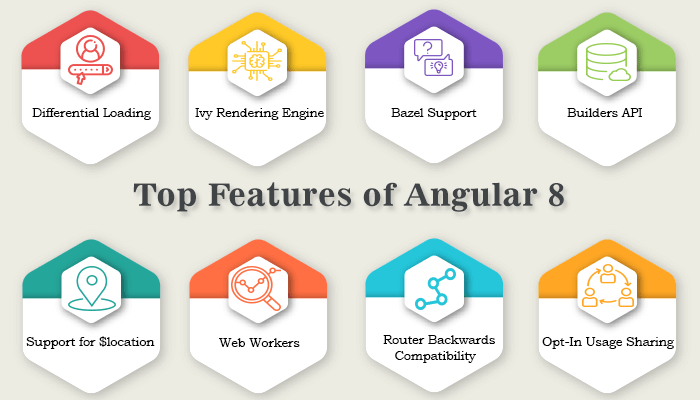 Differential Loading
Ivy Rendering Engine
Bazel Support
Builders API
Top Features of Angular 8
Support for $location
Web Workers
Router Backwards
Compatibility
Opt-In Usage Sharing